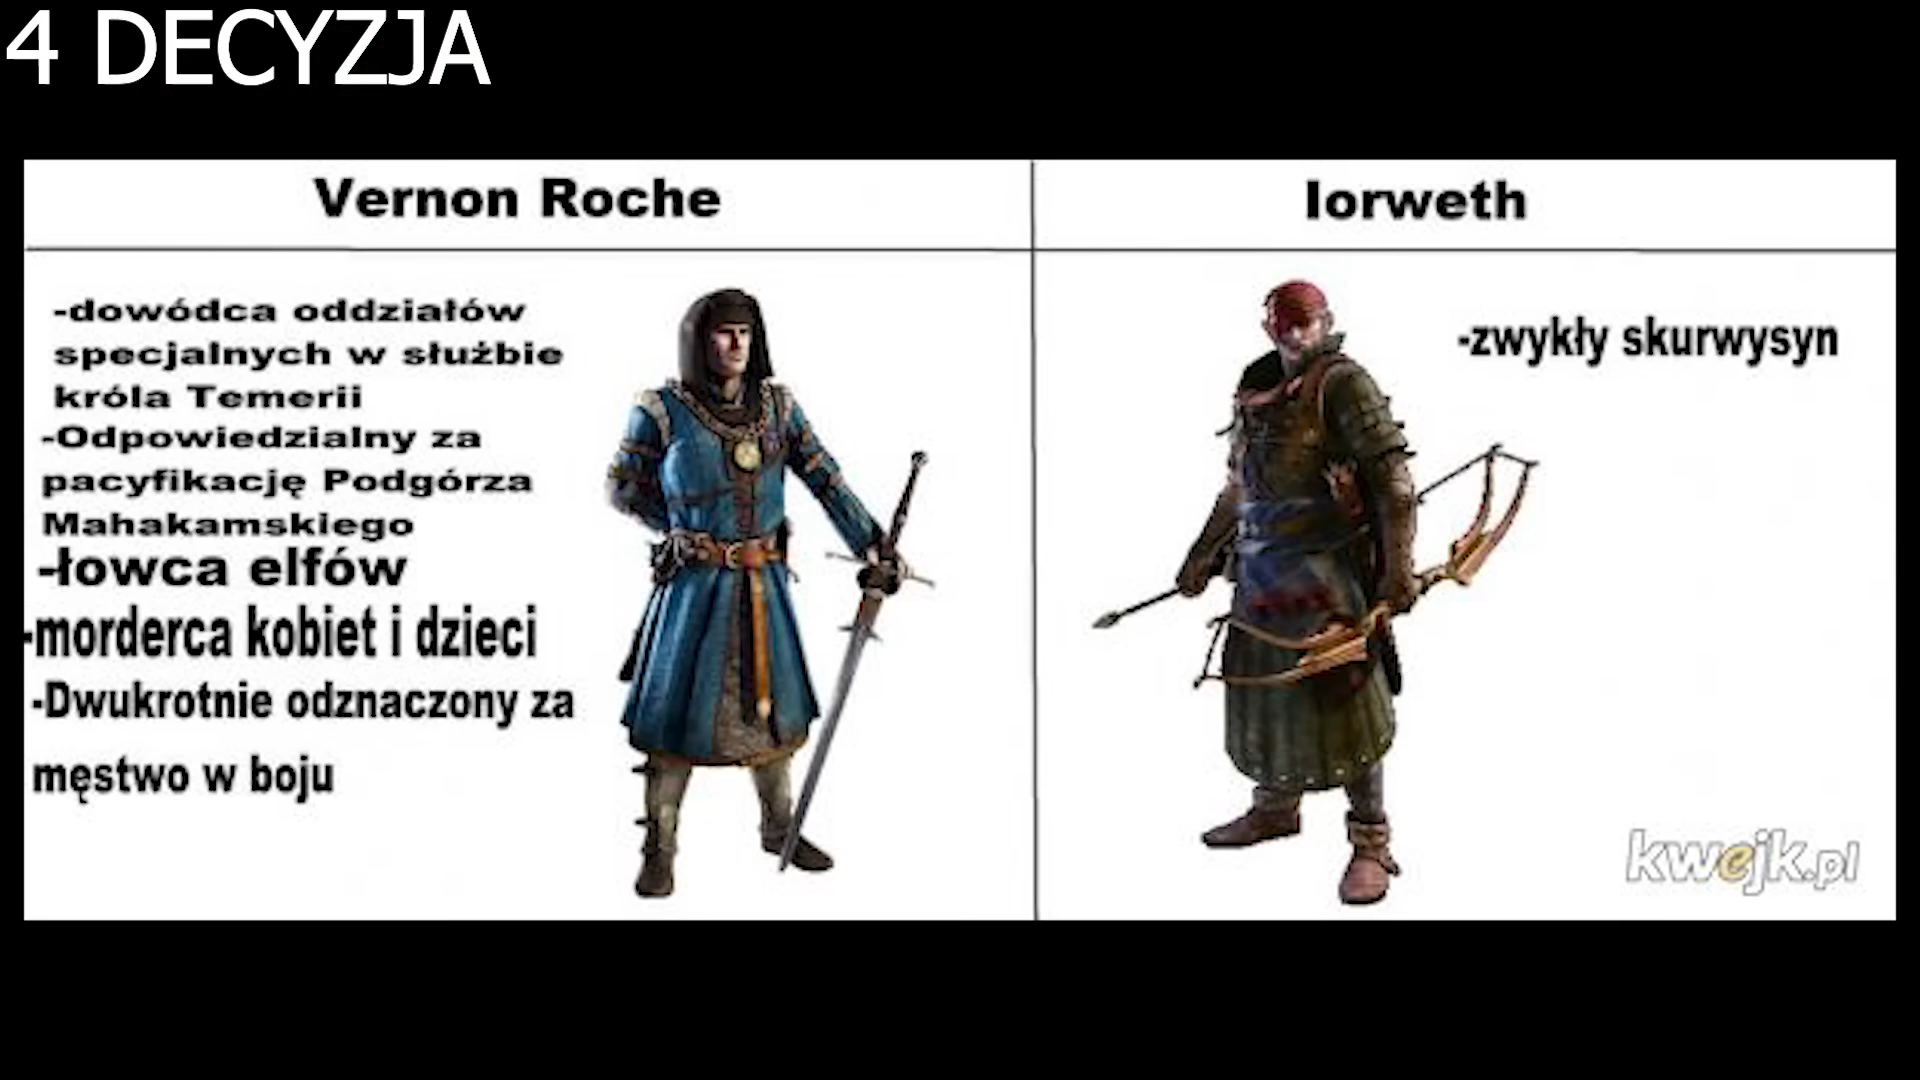 4 DECYZJA
Vernon Roche
Iorweth
-dowódca oddziałów
specjalnych w służbie
króla Temerii
-Odpowiedzialny za
pacyfikację Podgórza
Mahakamskiego
-łowca elfów
-morderca kobiet i dzieci
-Dwukrotnie odznaczony za
męstwo w boju
-zwykły skurwysyn
kwejk.pl